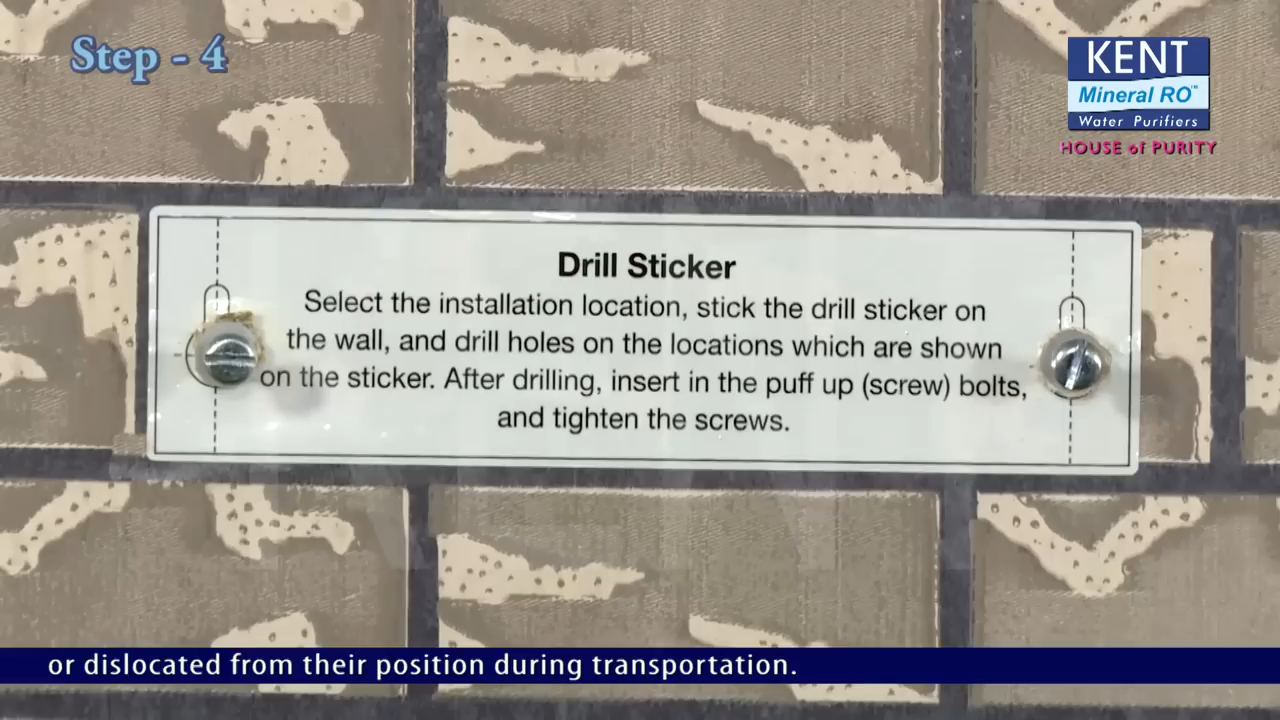 Step - 4
KENT
Mineral RO™
Water Purifiers
HOUSE of PURITY
Drill Sticker
Select the installation location, stick the drill sticker on
the wall, and drill holes on the locations which are shown
on the sticker. After drilling, insert in the puff up (screw) bolts,
and tighten the screws.
or dislocated from their position during transportation.